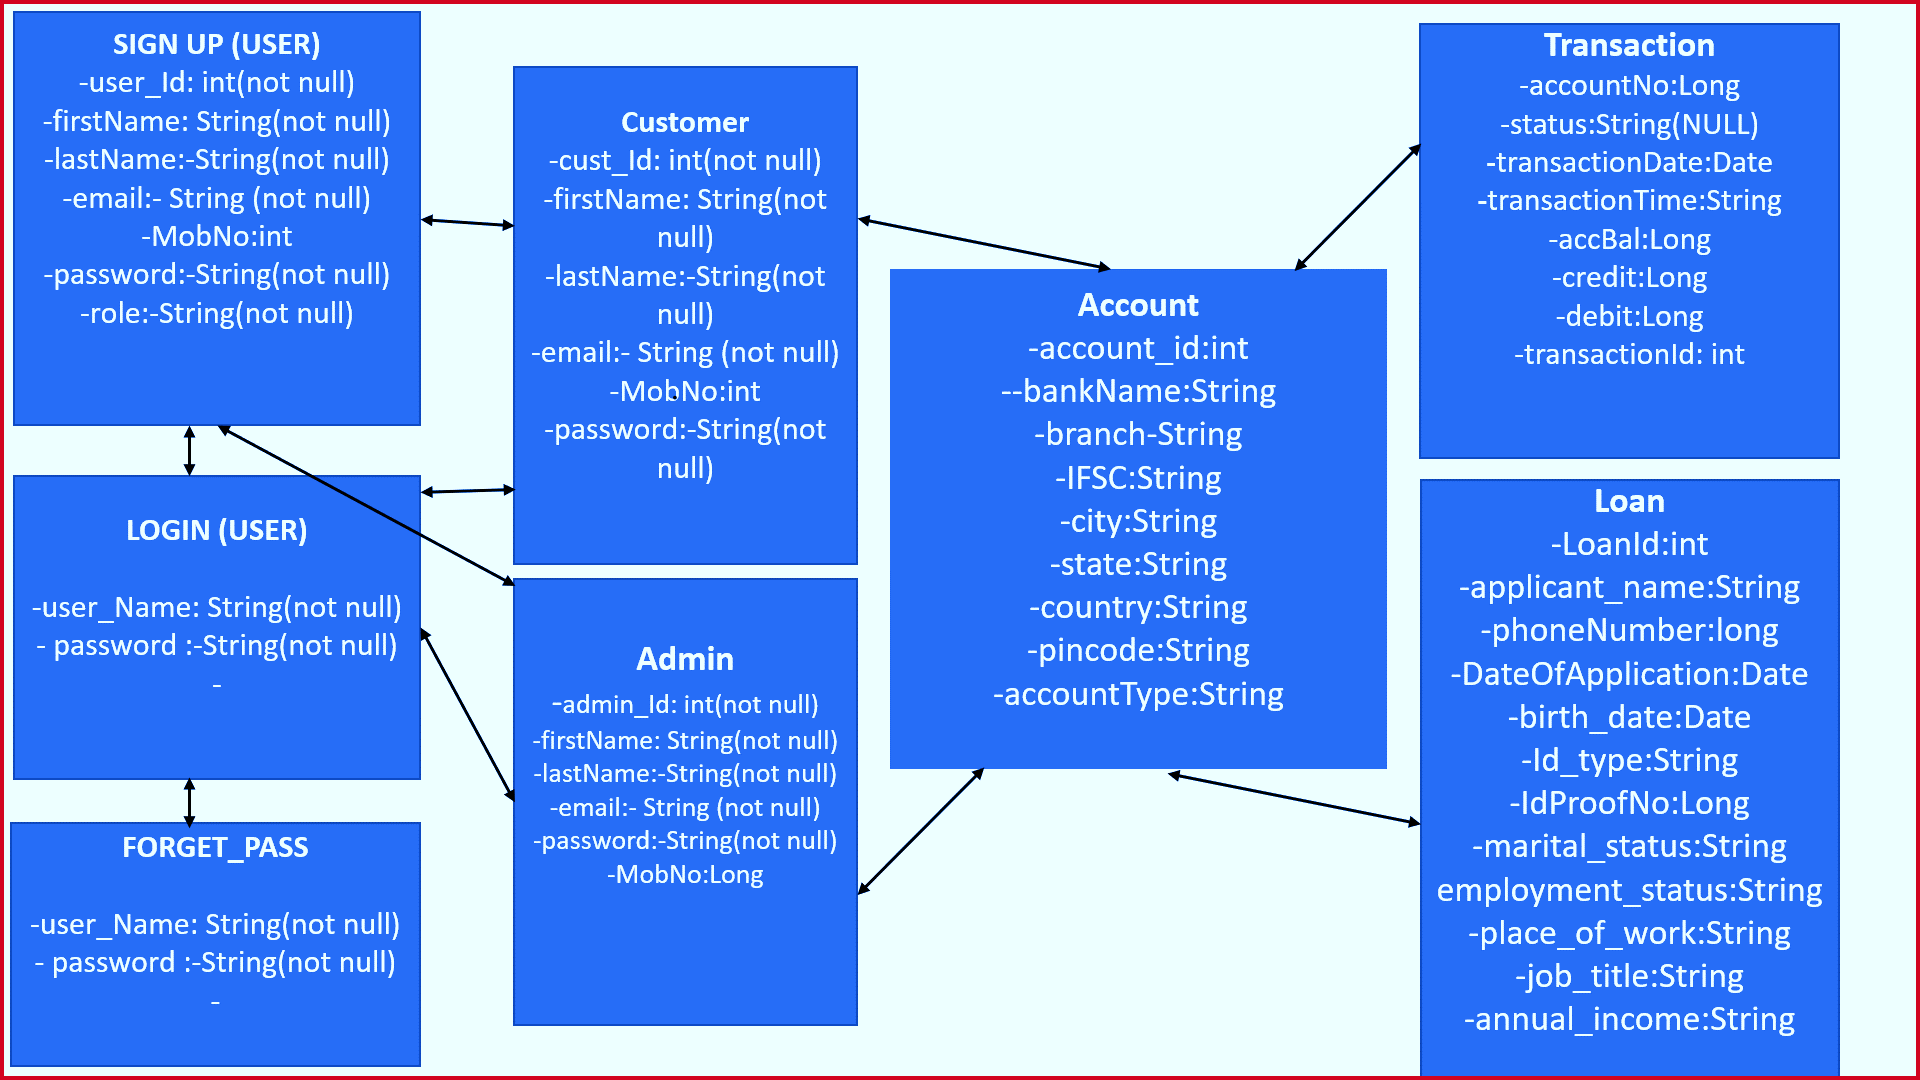 SIGN UP (USER)
-user_Id: int(not null)
-firstName: String(not null)
-lastName:-String(not null)
-email:- String (not null)
-MobNo:int
-password:-String(not null)
-role:-String(not null)
LOGIN (USER)
-user_Name: String(not null)
- password :-String(not null)
-
FORGET_PASS
-user_Name: String(not null)
- password :-String(not null)
-
Customer
-cust_Id: int(not null)
-firstName: String(not
null)
-lastName:-String(not
null)
-email:- String (not null)
-MobNo:int
-password:-String(not
null)
Admin
-admin_Id: int(not null)
-firstName: String(not null)
-lastName:-String(not null)
-email:- String (not null)
-password:-String(not null)
-MobNo:Long
Account
-account_id:int
--bankName:String
-branch-String
-IFSC:String
-city:String
-state:String
-country:String
-pincode:String
-accountType:String
Transaction
-accountNo:Long
-status:String(NULL)
-transactionDate:Date
-transactionTime:String
-accBal:Long
-credit:Long
-debit:Long
-transactionId: int
Loan
-LoanId:int
-applicant_name:String
-phoneNumber:long
-DateOfApplication:Date
-birth_date:Date
-Id_type:String
-IdProofNo:Long
-marital_status:String
employment_status:String
-place_of_work:String
-job_title:String
-annual_income:String